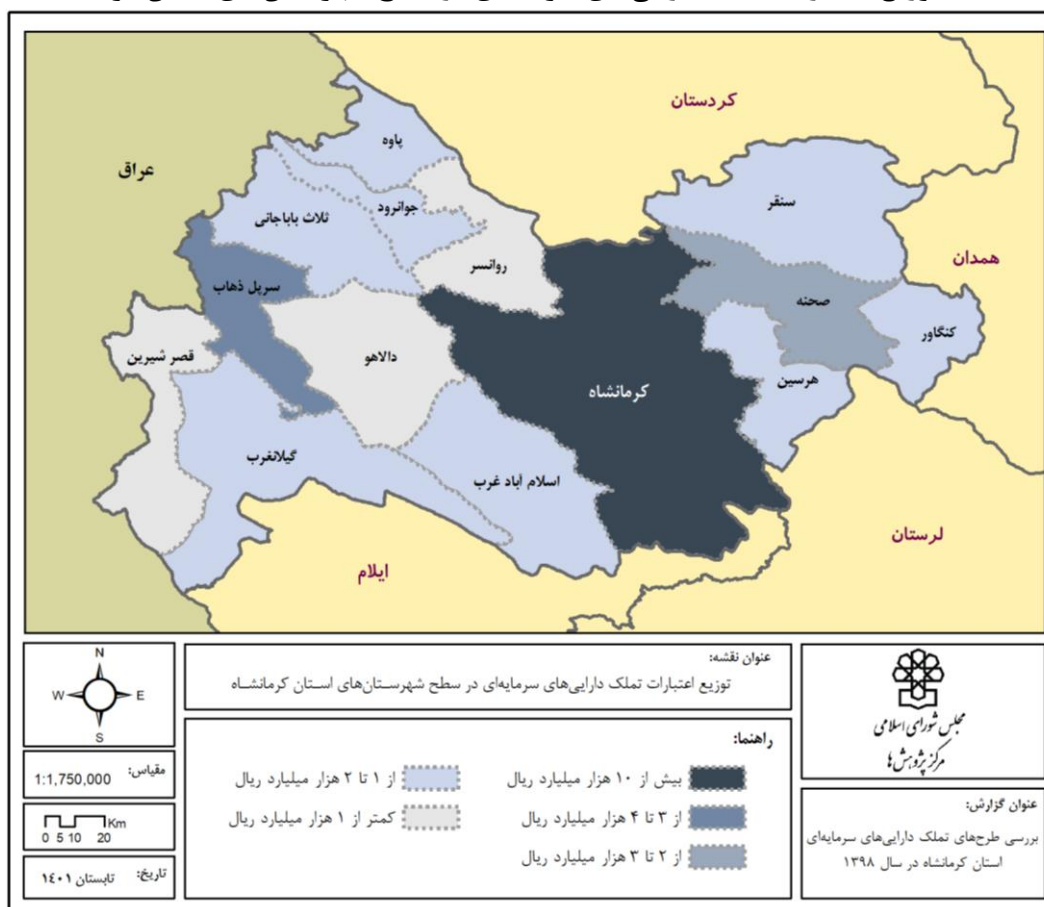 کردستان
عراق
پاوه
سنقر
جوانرود
ثلاث باباجانی
همدان
روانسر
سرپل ذهاب
صحنه
کنگاور
قصر شیرین
دالاهو
هرسین
کرمانشاه
گیلانغرب
اسلام آباد غرب
لرستان
ایلام
N
W E
S
عنوان نقشه:
توزیع اعتبارات تملک دارایی‌های سرمایه‌ای در سطح شهرستان‌های استان کرمانشاه
مجلس شورای اسلامی
مرکز پژوهش‌ها
راهنما:
بیش از ۱۰ هزار میلیارد ریال
از ۳ تا ۴ هزار میلیارد ریال
از ۲ تا ۳ هزار میلیارد ریال
از ۱ تا ۲ هزار میلیارد ریال
کمتر از ۱ هزار میلیارد ریال
مقیاس: 1:1,750,000
Km
0 5 10 20
تاریخ: تابستان ۱٤۰۱
عنوان گزارش:
بررسی طرح‌های تملک دارایی‌های سرمایه‌ای
استان کرمانشاه در سال ۱۳۹۸